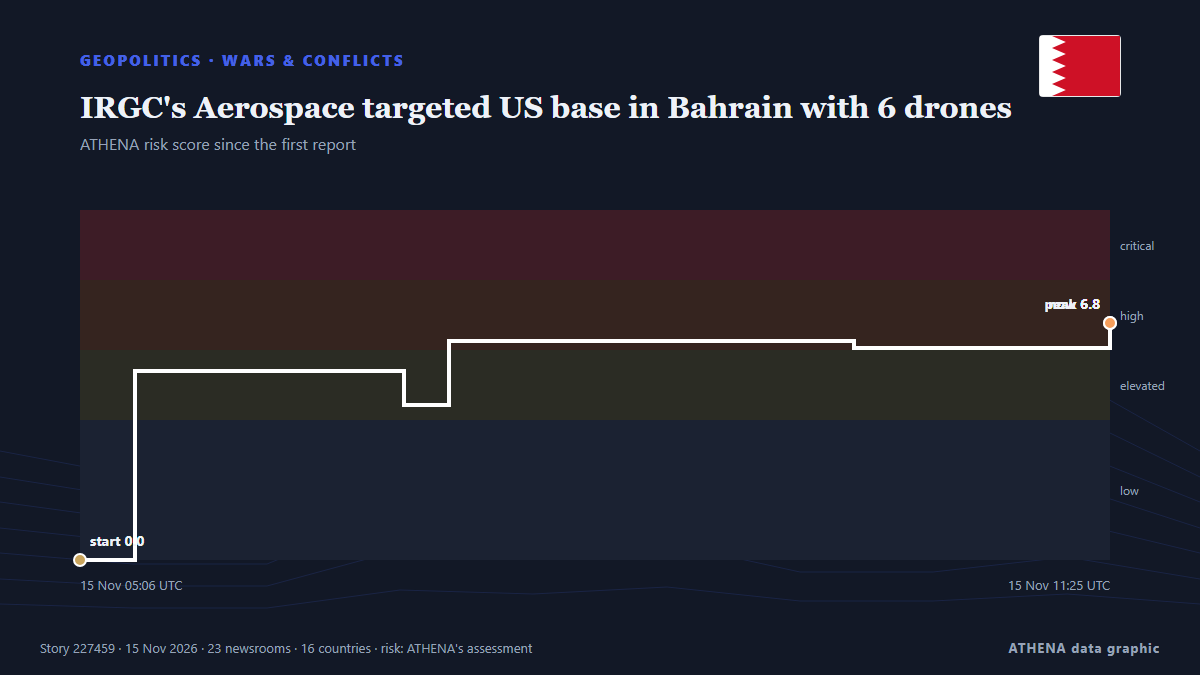 GEOPOLITICS · WARS & CONFLICTS
IRGC's Aerospace targeted US base in Bahrain with 6 drones
ATHENA risk score since the first report
critical
peak 6.8
high
elevated
low
start 0.0
15 Nov 05:06 UTC
15 Nov 11:25 UTC
Story 227459 · 15 Nov 2026 · 23 newsrooms · 16 countries · risk: ATHENA's assessment
ATHENA data graphic